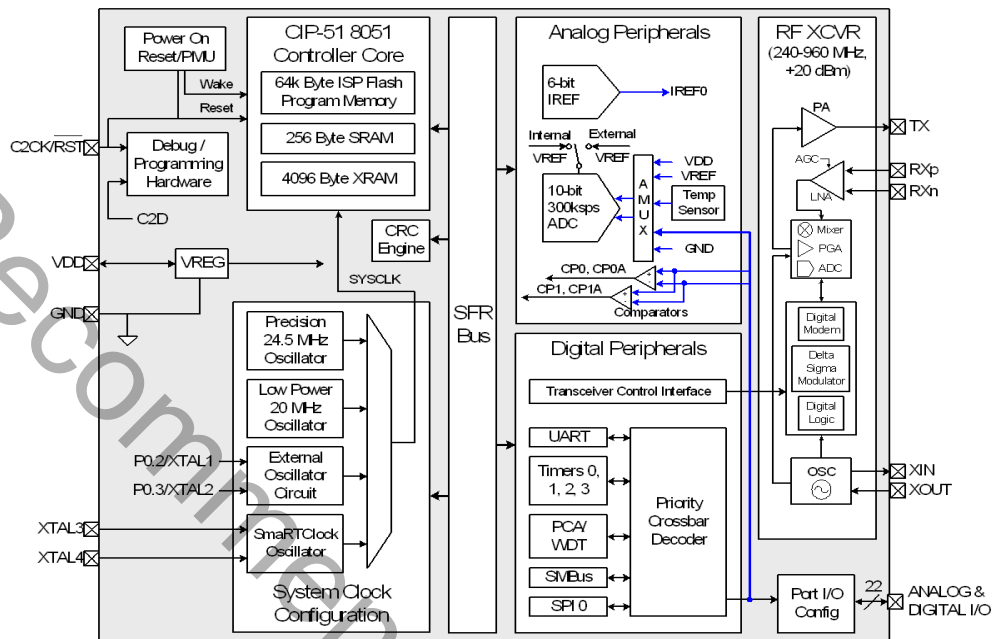 Power On
Reset/PMU
Wake
Reset
C2CK/RST
Debug /
Programming
Hardware
C2D
VDD
VREG
GND
CIP-51 8051
Controller Core
64k Byte ISP Flash
Program Memory
256 Byte SRAM
4096 Byte XRAM
CRC
Engine
SYSCLK
Precision
24.5 MHz
Oscillator
Low Power
20 MHz
Oscillator
P0.2/XTAL1
P0.3/XTAL2
External
Oscillator
Circuit
XTAL3
XTAL4
SmaRTClock
Oscillator
System Clock
Configuration
SFR
Bus
Analog Peripherals
6-bit
IREF
IREF0
Internal
External
VREF
VREF
10-bit
300ksps
ADC
A
M
U
X
VDD
VREF
Temp
Sensor
GND
CP0, CP0A
CP1, CP1A
+
-
+
-
Comparators
Digital Peripherals
Transceiver Control Interface
UART
Timers 0,
1, 2, 3
PCA/
WDT
SMBus
SPI 0
Priority
Crossbar
Decoder
RF XCVR
(240-960 MHz,
+20 dBm)
PA
TX
AGC
LNA
RXp
RXn
Mixer
PGA
ADC
Digital
Modem
Delta
Sigma
Modulator
Digital
Logic
OSC
XIN
XOUT
Port I/O
Config
22
ANALOG &
DIGITAL I/O
Recommen